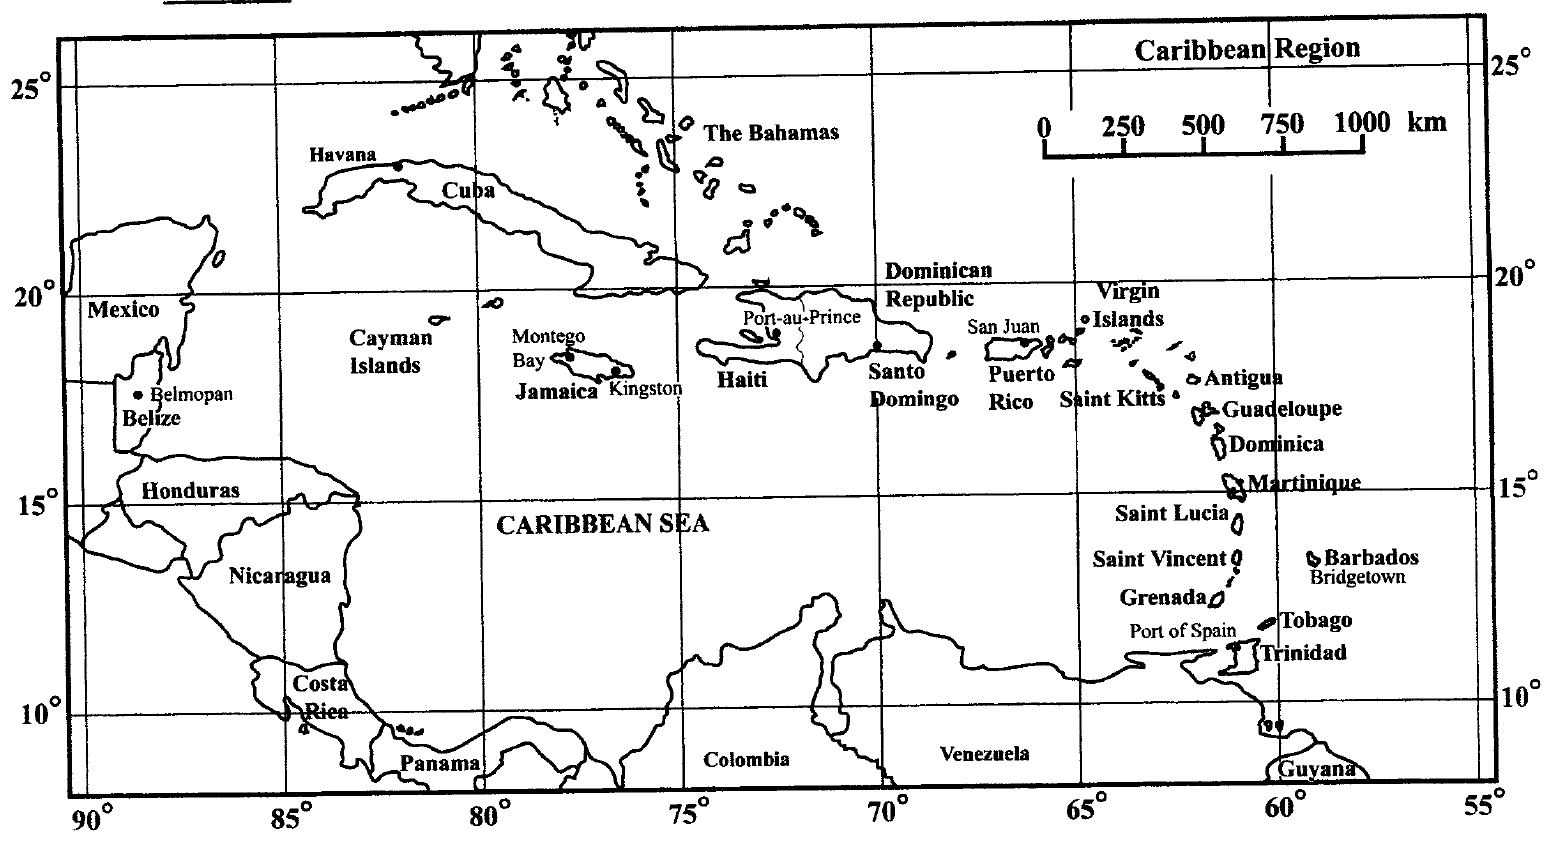 Caribbean Region
25°
25°
0 250 500 750 1000 km
The Bahamas
Havana
Cuba
Dominican
Republic
20°
20°
Mexico
Virgin
Islands
Cayman
Islands
Port-au-Prince
San Juan
Montego
Bay
Jamaica
Kingston
Haiti
Santo
Domingo
Puerto
Rico
Saint Kitts
Antigua
Belmopan
Belize
Guadeloupe
Dominica
Honduras
Martinique
15°
15°
CARIBBEAN SEA
Saint Lucia
Saint Vincent
Barbados
Bridgetown
Nicaragua
Grenada
Tobago
Port of Spain
Trinidad
Costa
Rica
10°
10°
Panama
Colombia
Venezuela
Guyana
90° 85° 80° 75° 70° 65° 60° 55°